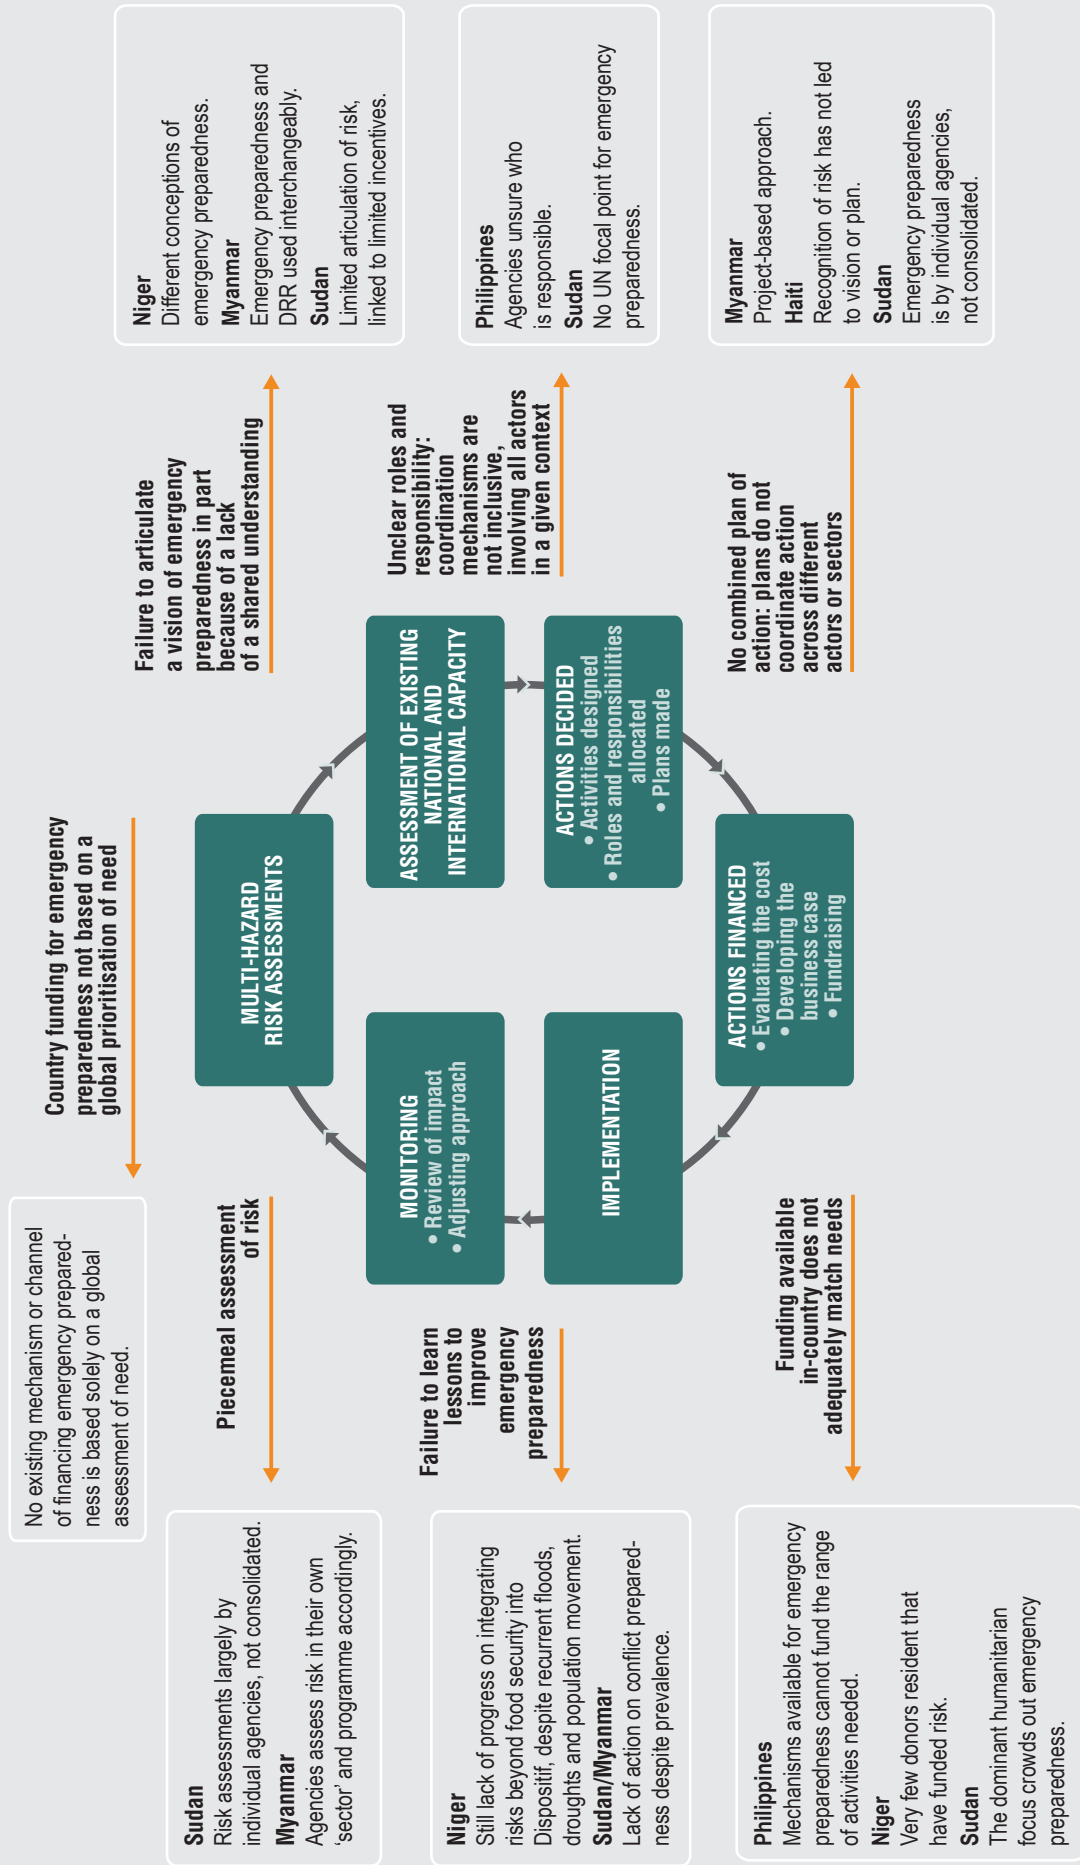 No existing mechanism or channel
of financing emergency prepared-
ness is based solely on a global
assessment of need.
Country funding for emergency
preparedness not based on a
global prioritisation of need
Sudan
Risk assessments largely by
individual agencies, not consolidated.
Myanmar
Agencies assess risk in their own
‘sector’ and programme accordingly.
Piecemeal assessment
of risk
MULTI-HAZARD
RISK ASSESSMENTS
Failure to articulate
a vision of emergency
preparedness in part
because of a lack
of a shared understanding
Niger
Different conceptions of
emergency preparedness.
Myanmar
Emergency preparedness and
DRR used interchangeably.
Sudan
Limited articulation of risk,
linked to limited incentives.
Niger
Still lack of progress on integrating
risks beyond food security into
Dispositif, despite recurrent floods,
droughts and population movement.
Sudan/Myanmar
Lack of action on conflict prepared-
ness despite prevalence.
Failure to learn
lessons to
improve
emergency
preparedness
MONITORING
• Review of impact
• Adjusting approach
ASSESSMENT OF EXISTING
NATIONAL AND
INTERNATIONAL CAPACITY
Unclear roles and
responsibility:
coordination
mechanisms are
not inclusive,
involving all actors
in a given context
Philippines
Agencies unsure who
is responsible.
Sudan
No UN focal point for emergency
preparedness.
IMPLEMENTATION
ACTIONS DECIDED
• Activities designed
• Roles and responsibilities
allocated
• Plans made
Philippines
Mechanisms available for emergency
preparedness cannot fund the range
of activities needed.
Niger
Very few donors resident that
have funded risk.
Sudan
The dominant humanitarian
focus crowds out emergency
preparedness.
Funding available
in-country does not
adequately match needs
ACTIONS FINANCED
• Evaluating the cost
• Developing the
business case
• Fundraising
No combined plan of
action: plans do not
coordinate action
across different
actors or sectors
Myanmar
Project-based approach.
Haiti
Recognition of risk has not led
to vision or plan.
Sudan
Emergency preparedness
is by individual agencies,
not consolidated.